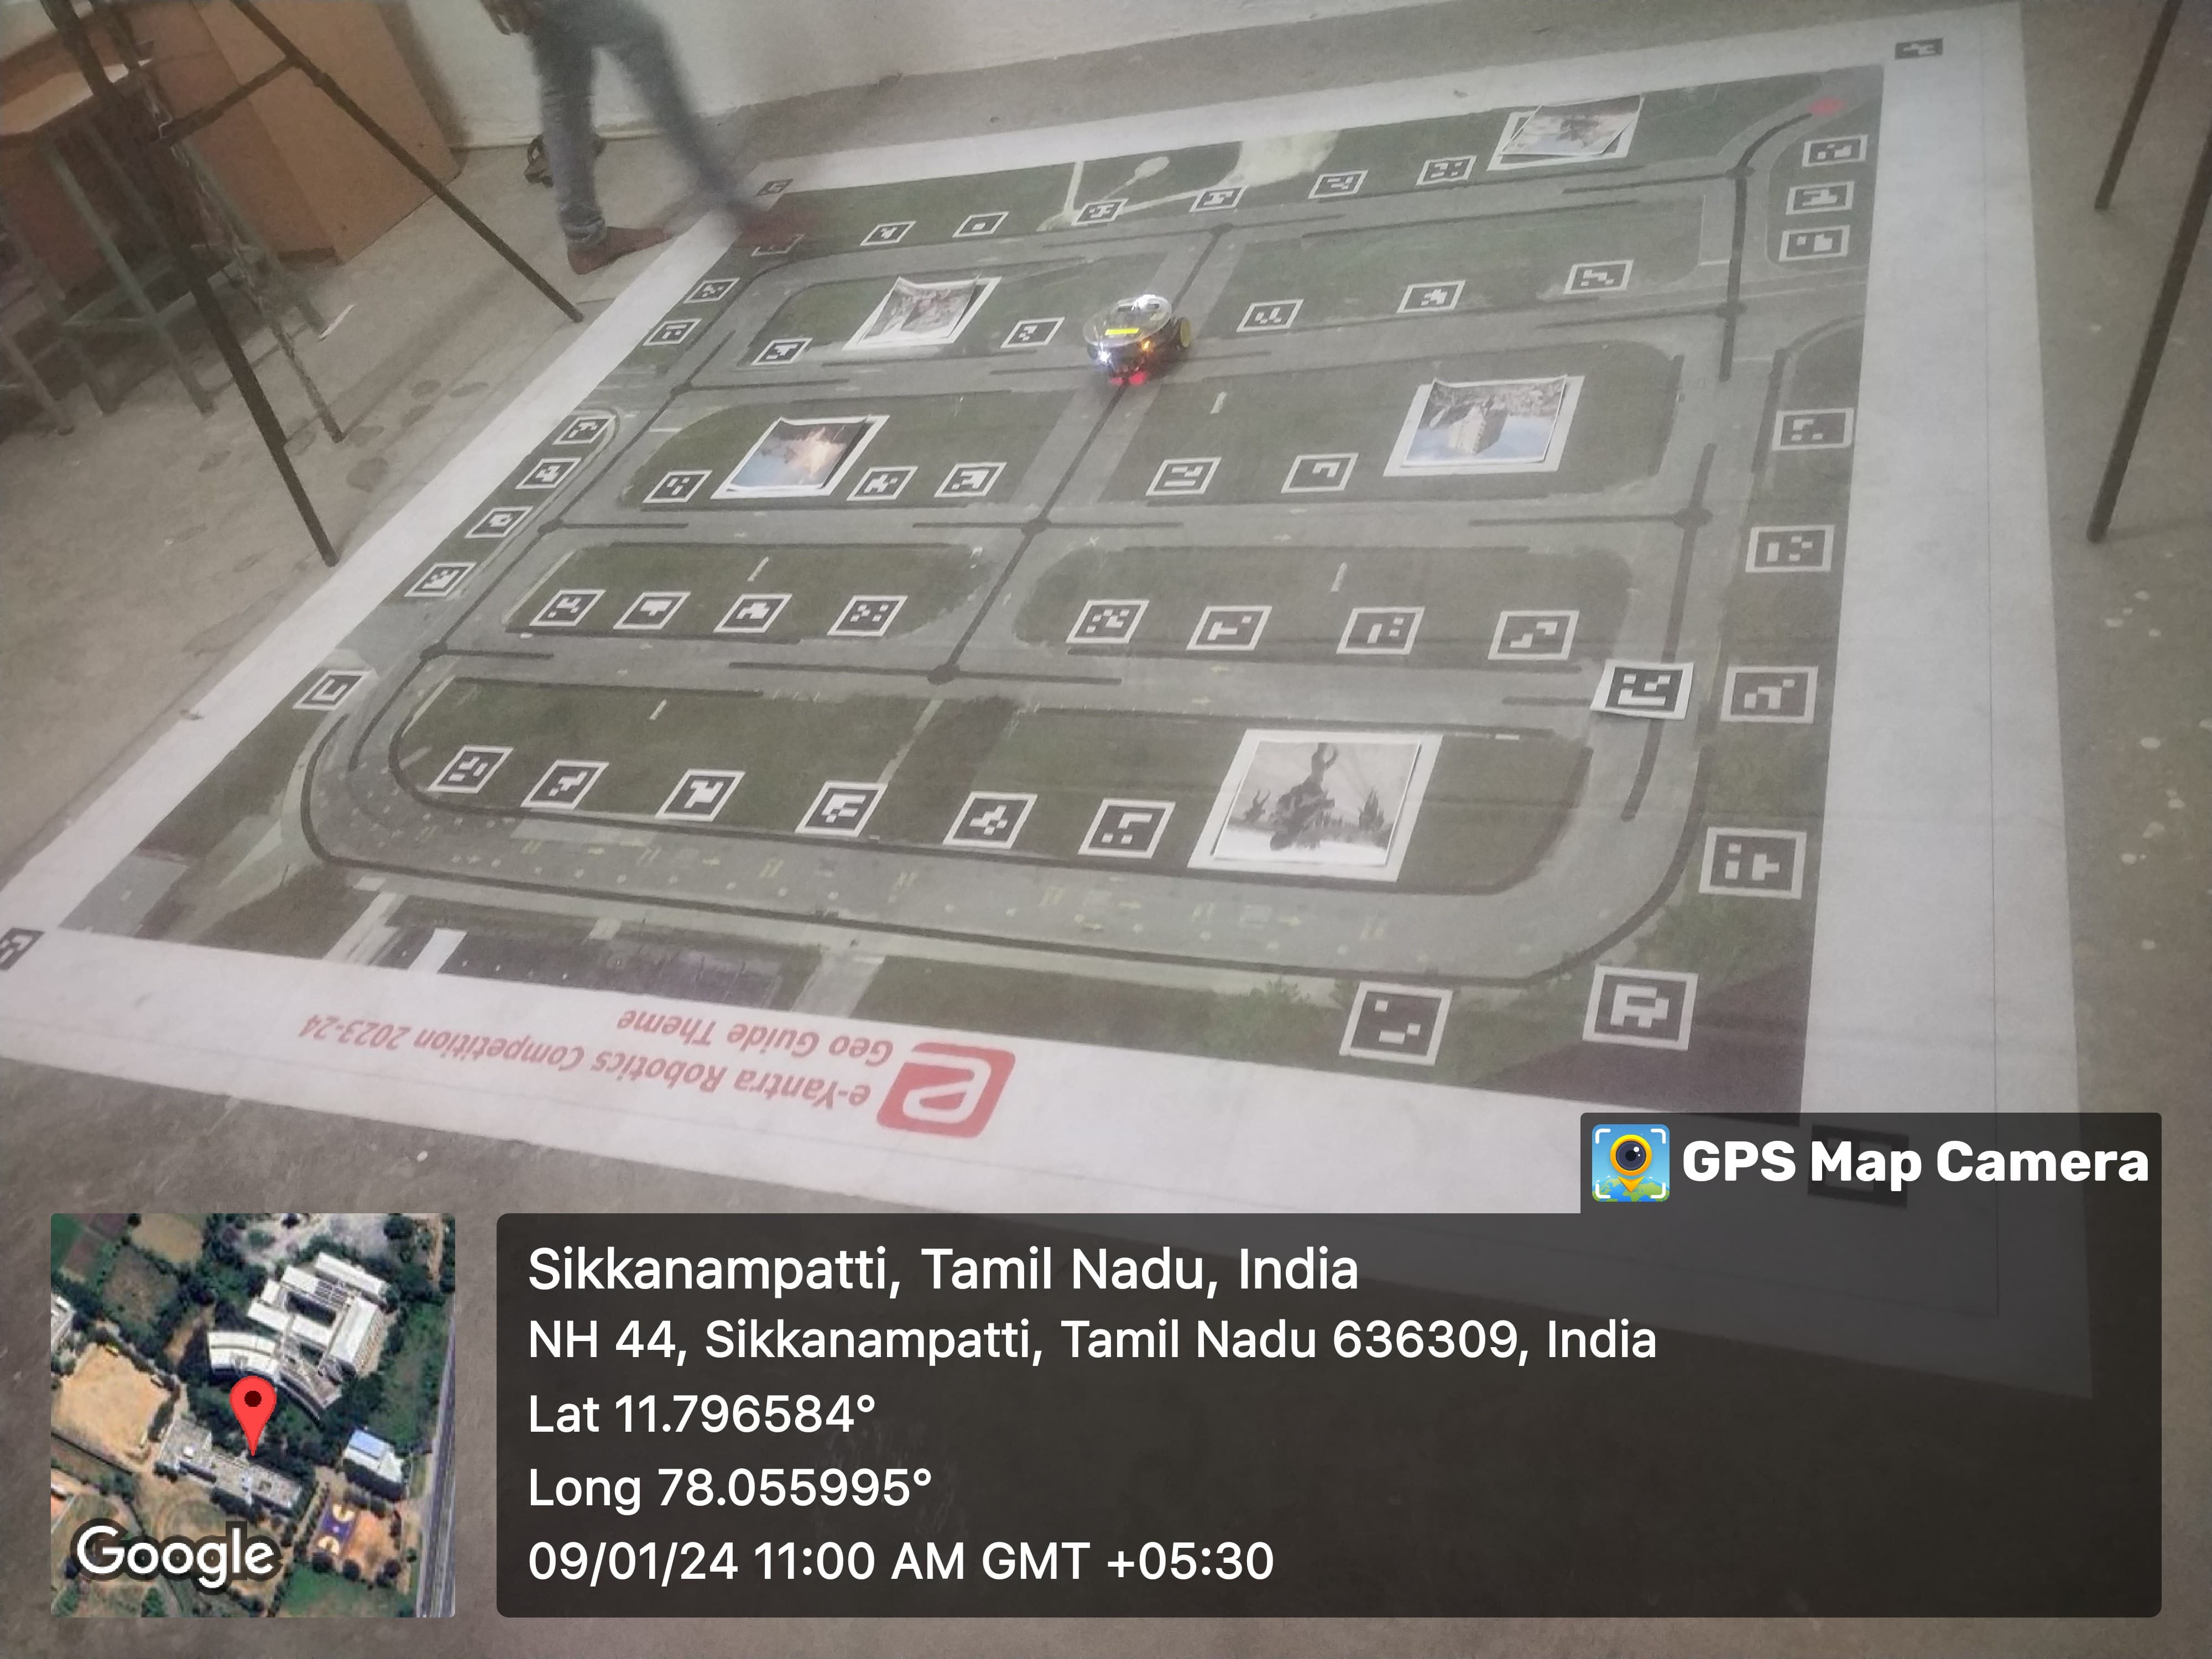 e-Yantra Robotics Competition 2023-24
Geo Guide Theme
GPS Map Camera
Sikkanampatti, Tamil Nadu, India
NH 44, Sikkanampatti, Tamil Nadu 636309, India
Lat 11.796584°
Long 78.055995°
09/01/24 11:00 AM GMT +05:30
Google